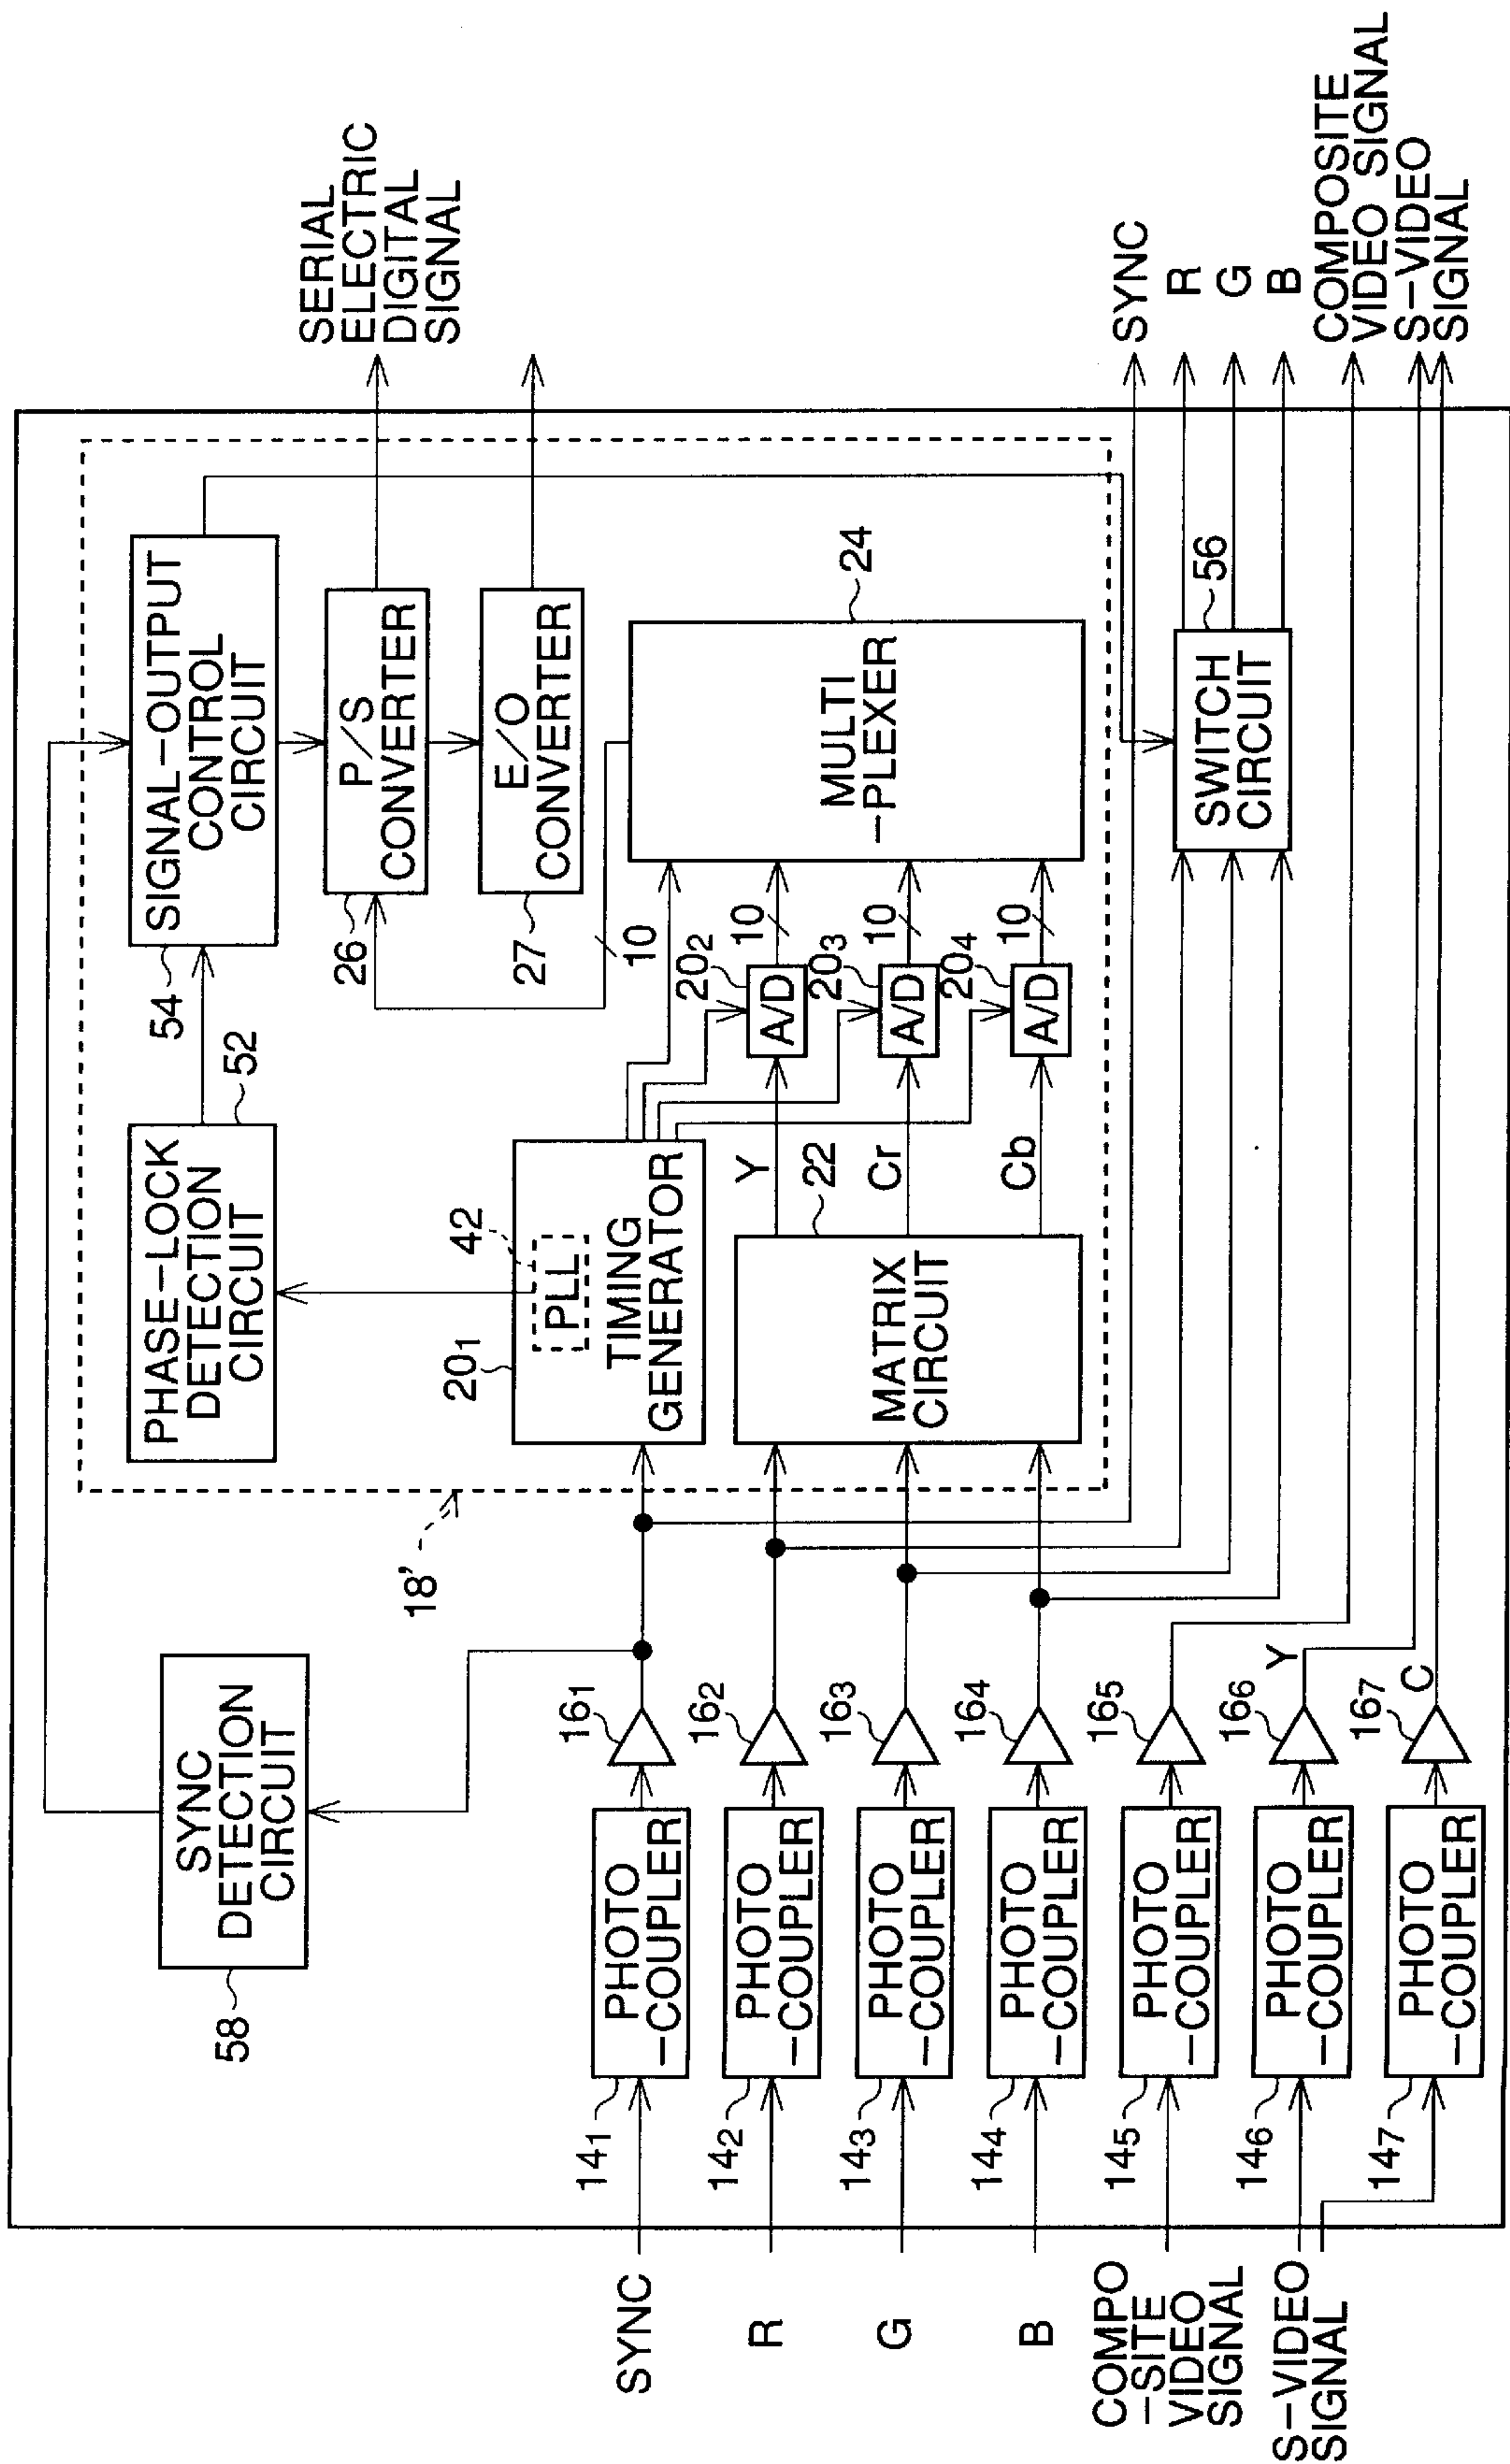 SYNC
DETECTION
CIRCUIT
58
18'
PHASE-LOCK
DETECTION
CIRCUIT
52
SIGNAL-OUTPUT
CONTROL
CIRCUIT
54
P/S
CONVERTER
26
E/O
CONVERTER
27
SERIAL
ELECTRIC
DIGITAL
SIGNAL
20₁
PLL
42
TIMING
GENERATOR
10
10
10
10
20₂
A/D
20₃
A/D
20₄
A/D
MULTI
-PLEXER
24
MATRIX
CIRCUIT
22
Y
Cr
Cb
SYNC
14₁
PHOTO
-COUPLER
16₁
R
14₂
PHOTO
-COUPLER
16₂
G
14₃
PHOTO
-COUPLER
16₃
B
14₄
PHOTO
-COUPLER
16₄
COMPO
-SITE
VIDEO
SIGNAL
14₅
PHOTO
-COUPLER
16₅
S-VIDEO
SIGNAL
14₆
PHOTO
-COUPLER
16₆
Y
14₇
PHOTO
-COUPLER
16₇
C
SWITCH
CIRCUIT
56
SYNC
R
G
B
COMPOSITE
VIDEO SIGNAL
S-VIDEO
SIGNAL